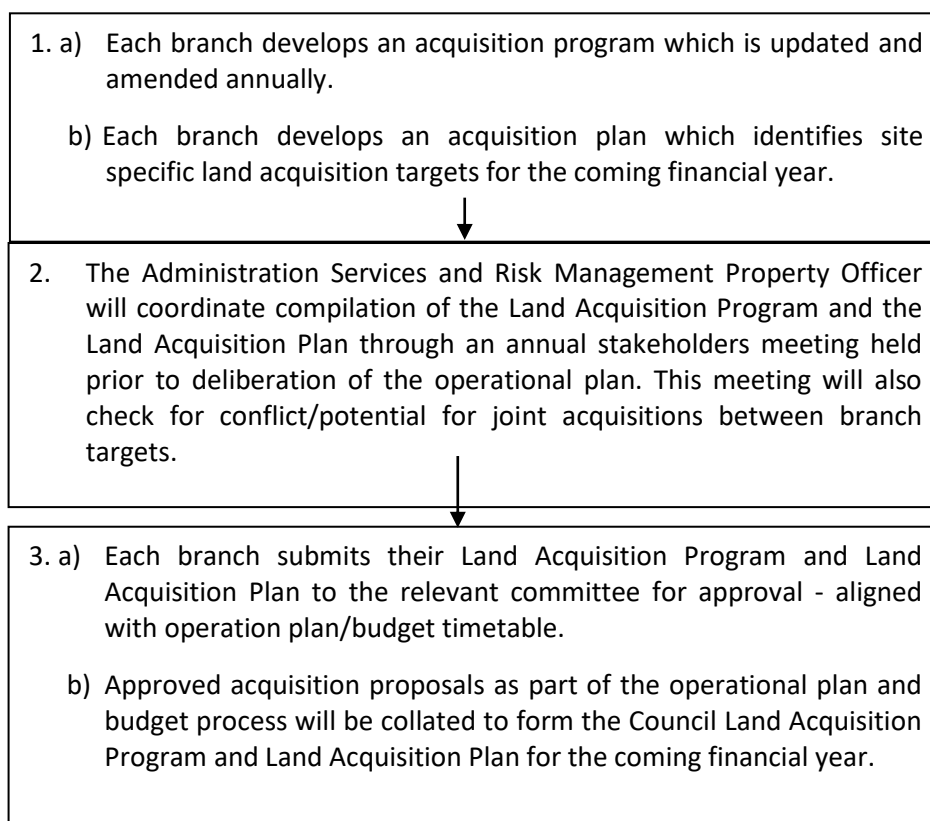 1. a) Each branch develops an acquisition program which is updated and
amended annually.
b) Each branch develops an acquisition plan which identifies site
specific land acquisition targets for the coming financial year.
2. The Administration Services and Risk Management Property Officer
will coordinate compilation of the Land Acquisition Program and the
Land Acquisition Plan through an annual stakeholders meeting held
prior to deliberation of the operational plan. This meeting will also
check for conflict/potential for joint acquisitions between branch
targets.
3. a) Each branch submits their Land Acquisition Program and Land
Acquisition Plan to the relevant committee for approval - aligned
with operation plan/budget timetable.
b) Approved acquisition proposals as part of the operational plan and
budget process will be collated to form the Council Land Acquisition
Program and Land Acquisition Plan for the coming financial year.